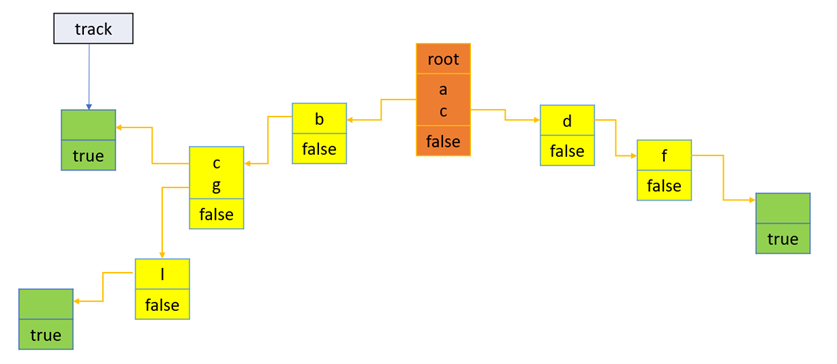 track
root
a
c
false
b
false
d
false
true
c
g
false
f
false
true
l
false
true